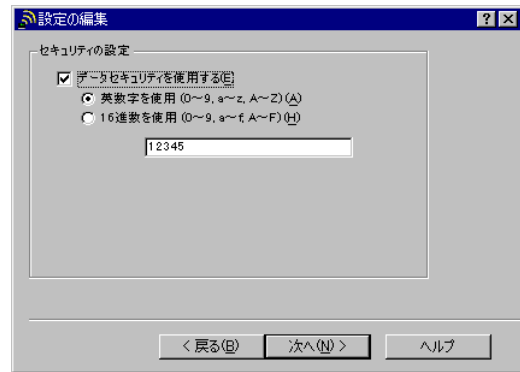 設定の編集
セキュリティの設定
データセキュリティを使用する(E)
英数字を使用 (0～9, a～z, A～Z)(A)
16進数を使用 (0～9, a～f, A～F)(H)
12345
< 戻る(B)
次へ(N) >
ヘルプ